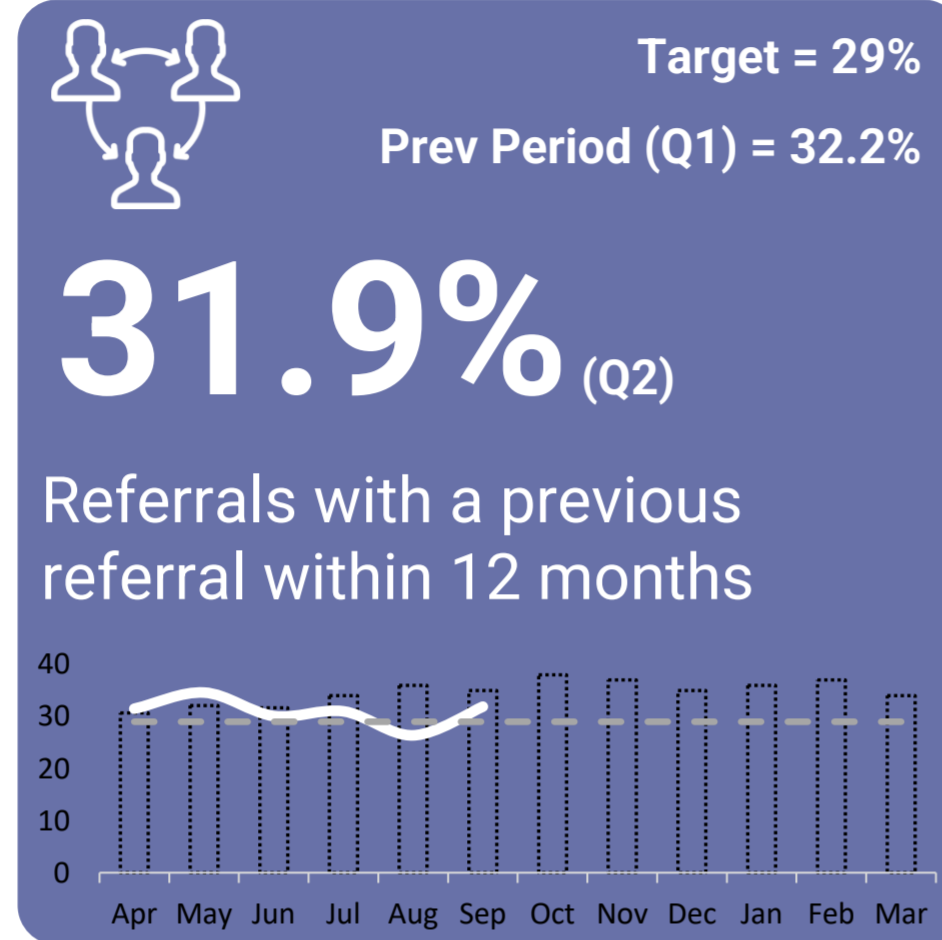 Target = 29%
Prev Period (Q1) = 32.2%
31.9% (Q2)
Referrals with a previous
referral within 12 months
40
30
20
10
0
Apr May Jun Jul Aug Sep Oct Nov Dec Jan Feb Mar